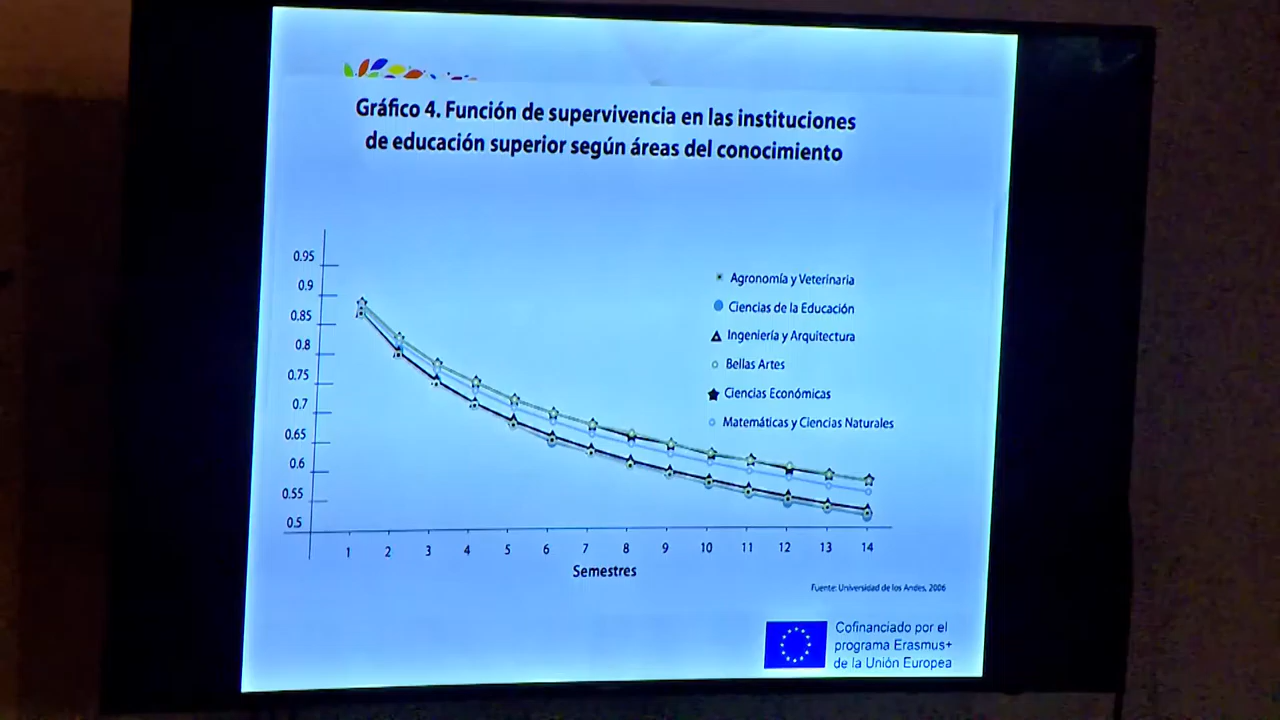 Gráfico 4. Función de supervivencia en las instituciones
de educación superior según áreas del conocimiento
0.95
0.9
0.85
0.8
0.75
0.7
0.65
0.6
0.55
0.5
Agronomía y Veterinaria
Ciencias de la Educación
Ingeniería y Arquitectura
Bellas Artes
Ciencias Económicas
Matemáticas y Ciencias Naturales
1 2 3 4 5 6 7 8 9 10 11 12 13 14
Semestres
Fuente: Universidad de los Andes, 2006
Cofinanciado por el
programa Erasmus+
de la Unión Europea